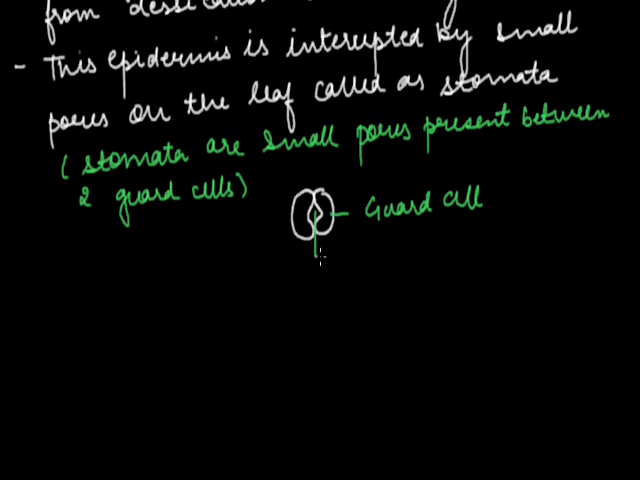 from
- This epidermis is interupted by small
pores on the leaf called as stomata
(stomata are small pores present between
2 guard cells)
Guard cell